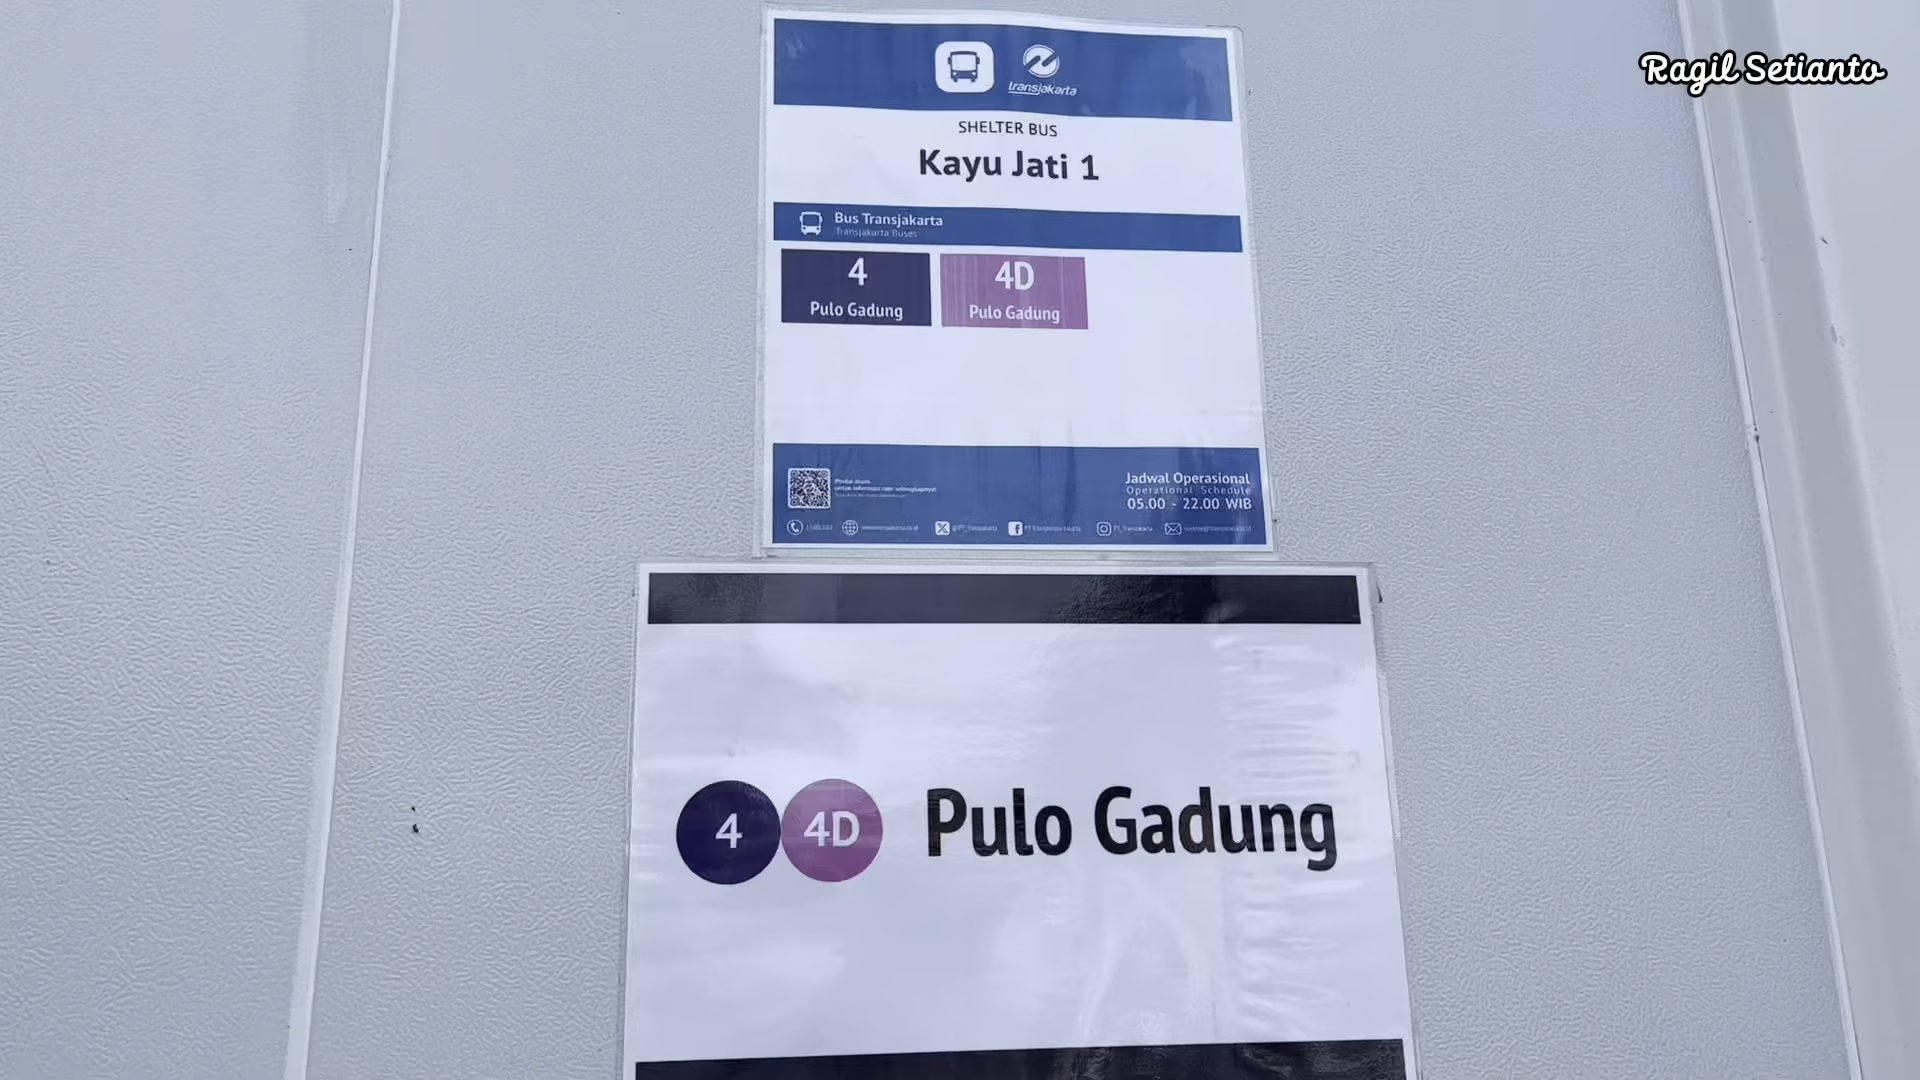 Ragil Setianto
transjakarta
SHELTER BUS
Kayu Jati 1
Bus Transjakarta
Transjakarta Buses
4
Pulo Gadung
4D
Pulo Gadung
Jadwal Operasional
Operational Schedule
05.00 - 22.00 WIB
4 4D Pulo Gadung